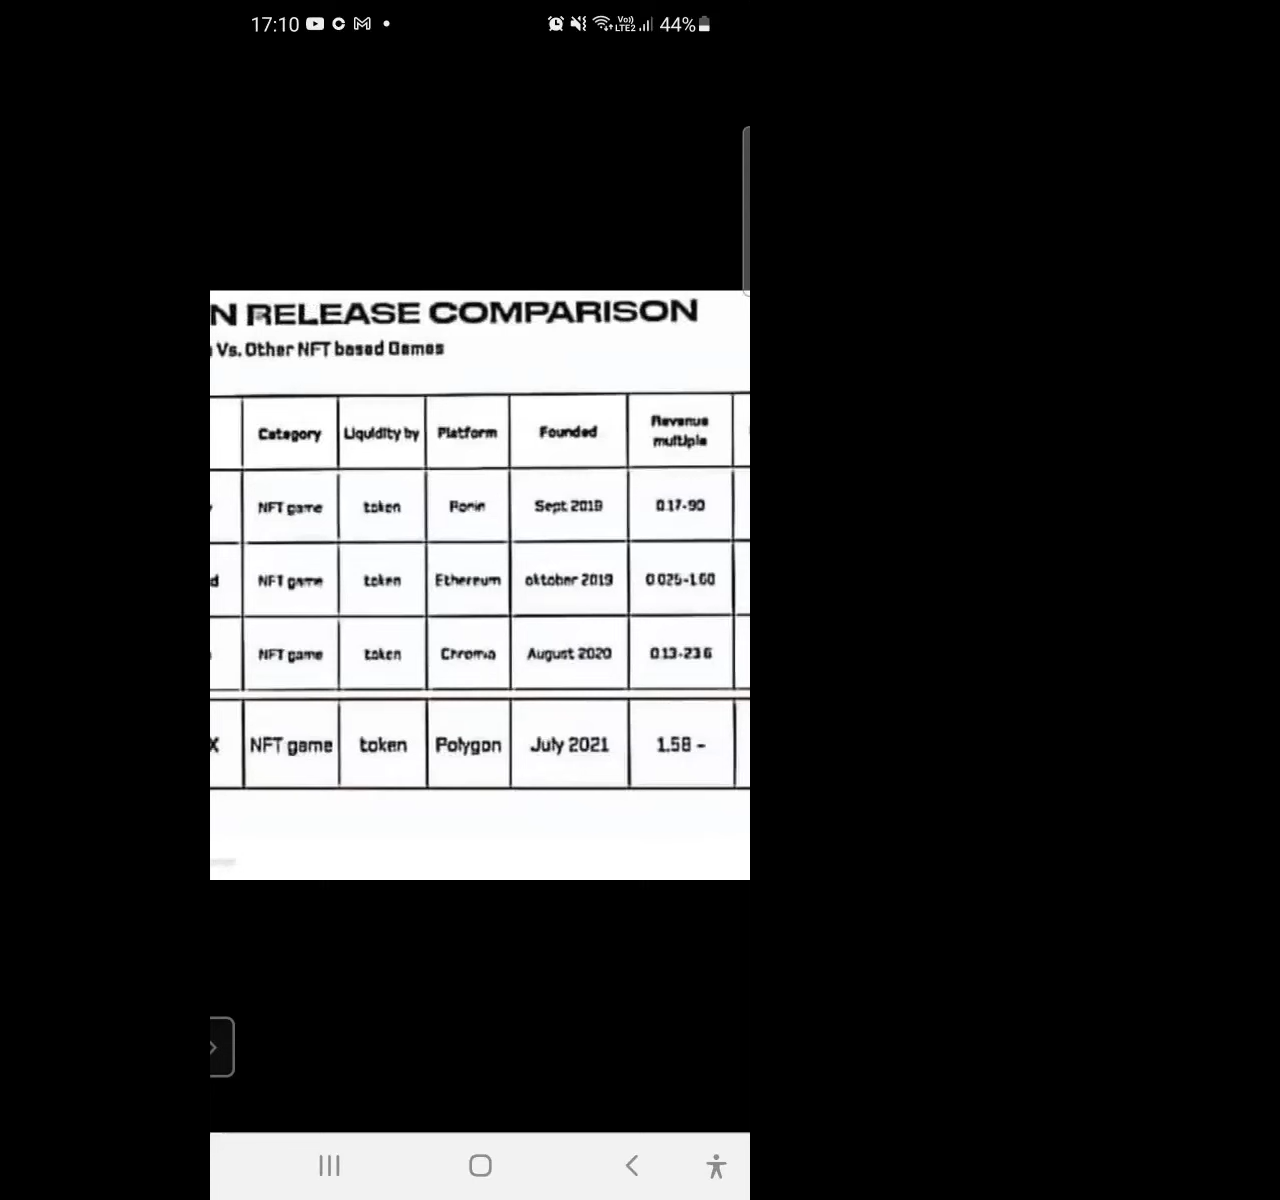 17:10
LTE2 44%
N RELEASE COMPARISON
Vs. Other NFT based Games
Category Liquidity by Platform Founded Revenue multiple
NFT game token Ronin Sept 2019 0.17-90
d NFT game token Ethereum oktober 2019 0.025-1.60
NFT game token Chromia August 2020 0.13-2.36
X NFT game token Polygon July 2021 1.58 -